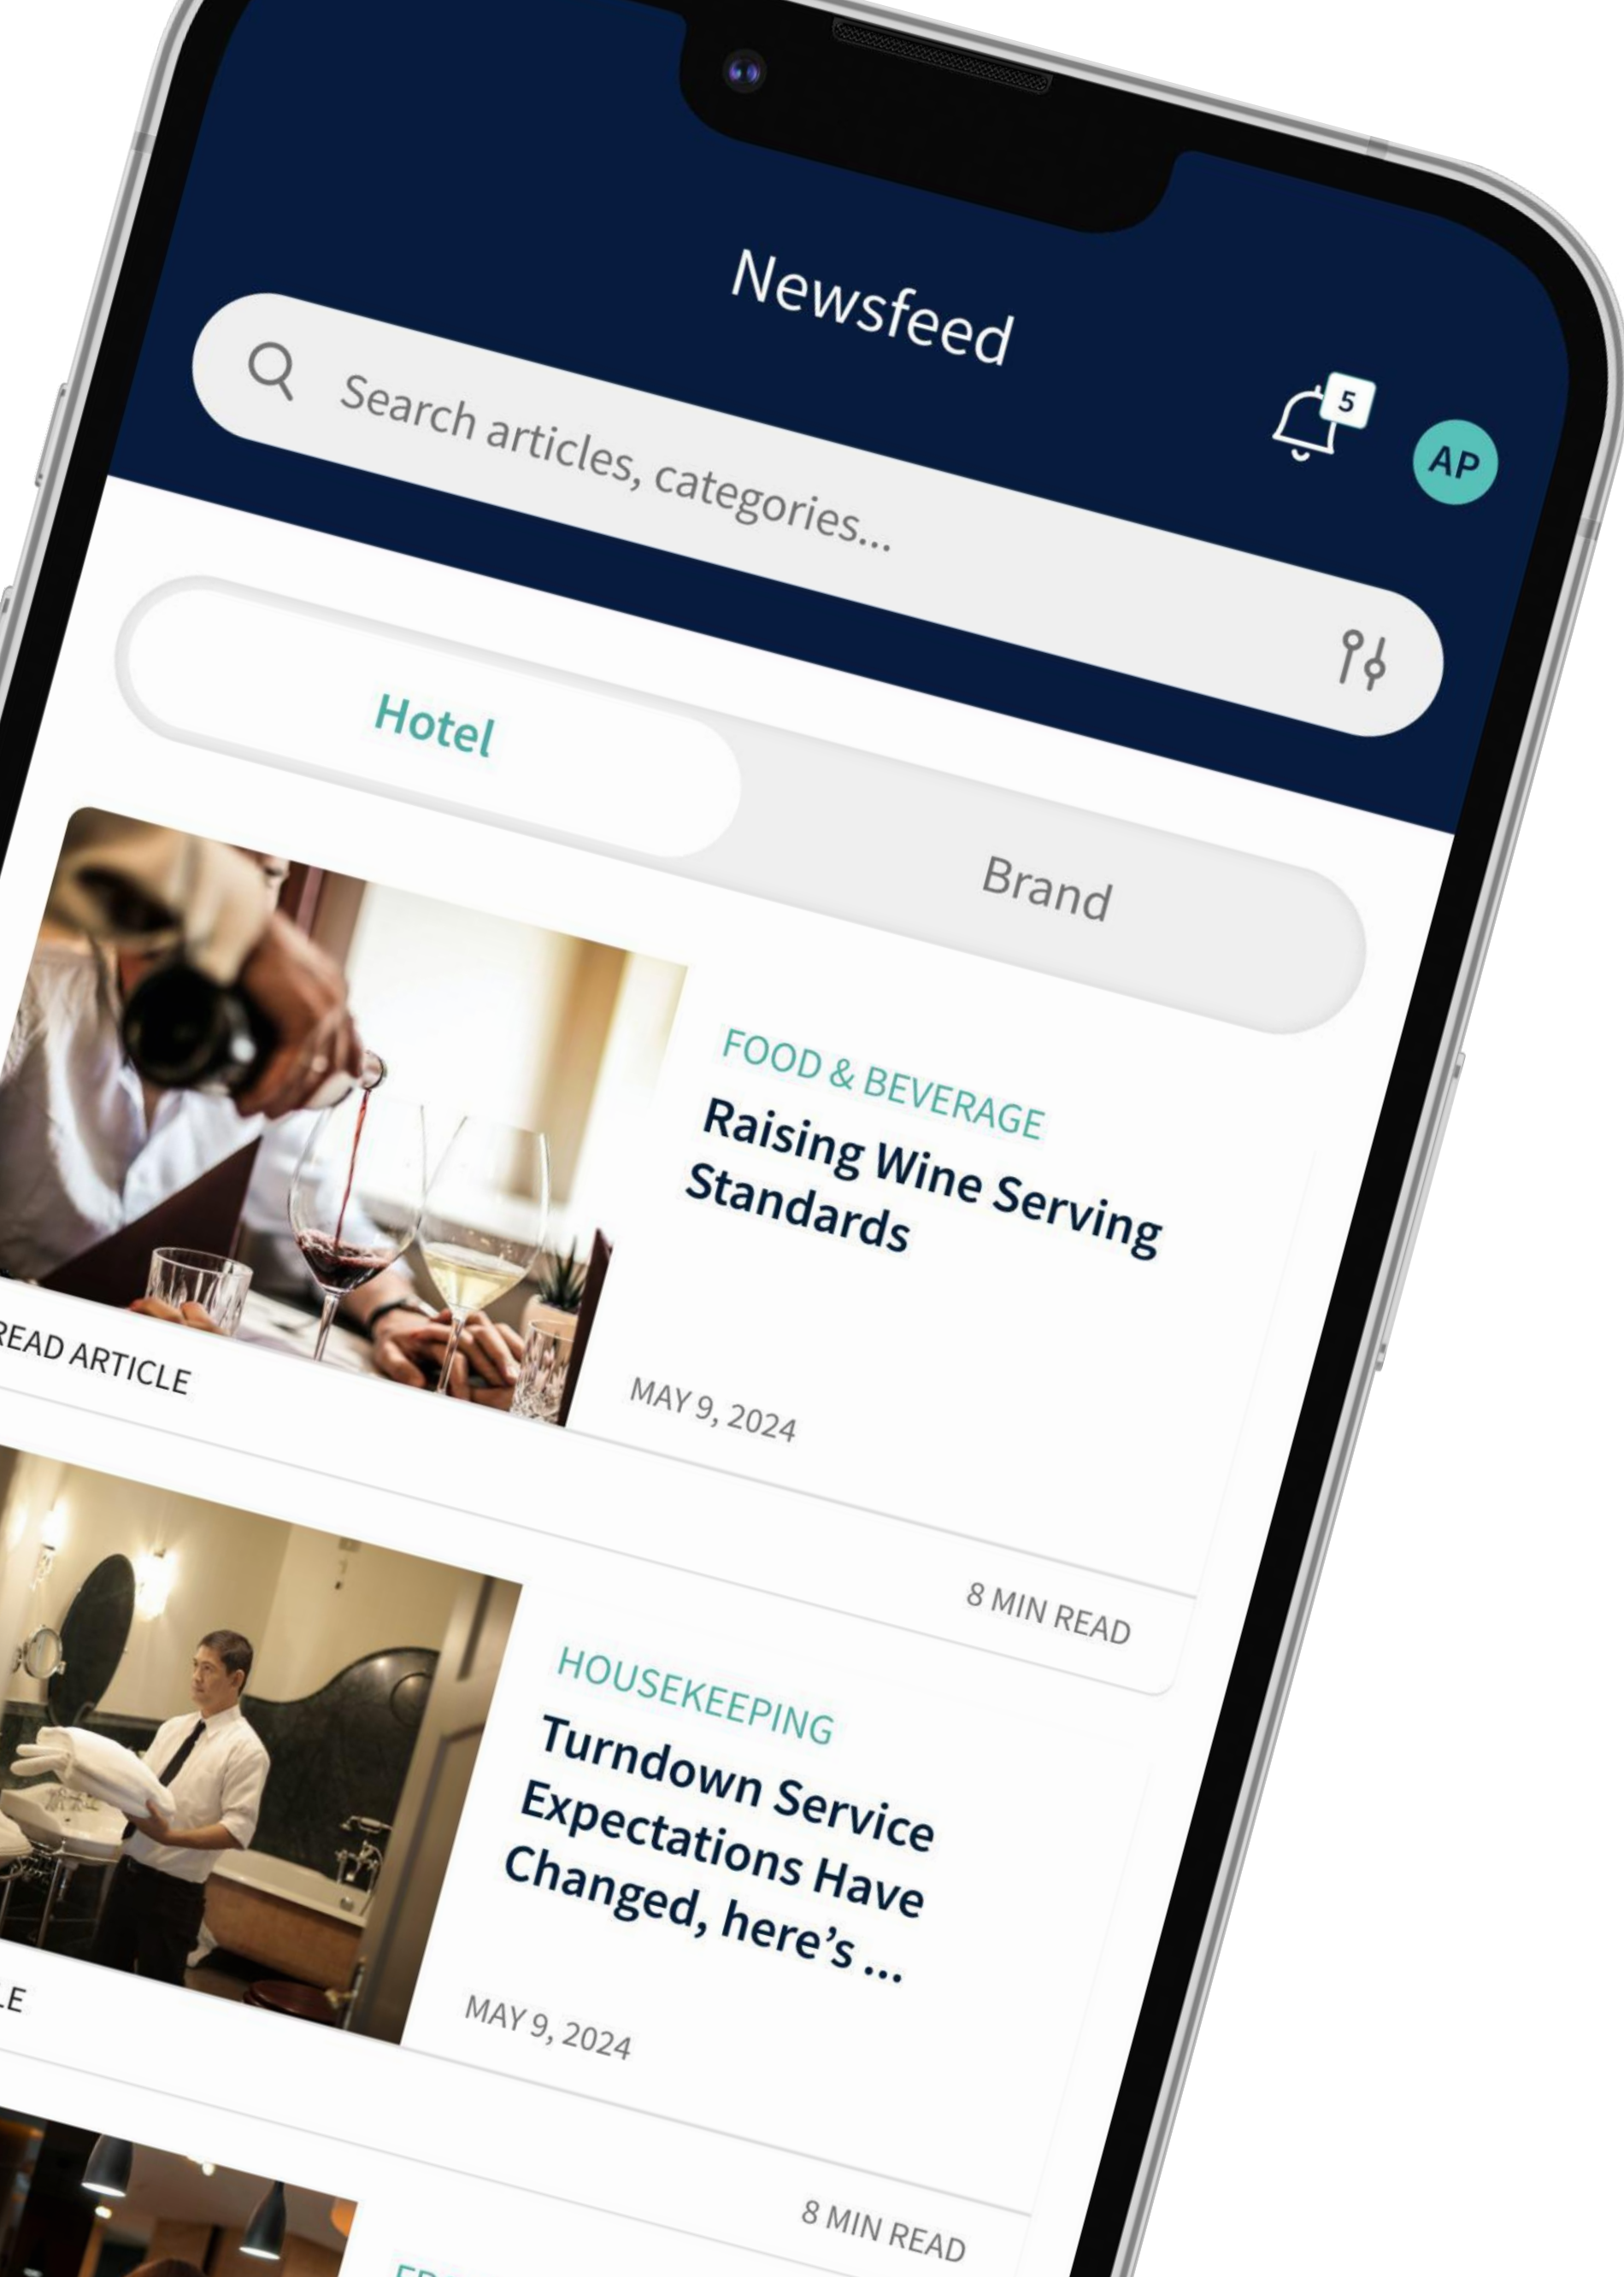 Newsfeed
5
AP
Search articles, categories...
Hotel
Brand
FOOD & BEVERAGE
Raising Wine Serving
Standards
MAY 9, 2024
READ ARTICLE
8 MIN READ
HOUSEKEEPING
Turndown Service
Expectations Have
Changed, here’s ...
MAY 9, 2024
8 MIN READ